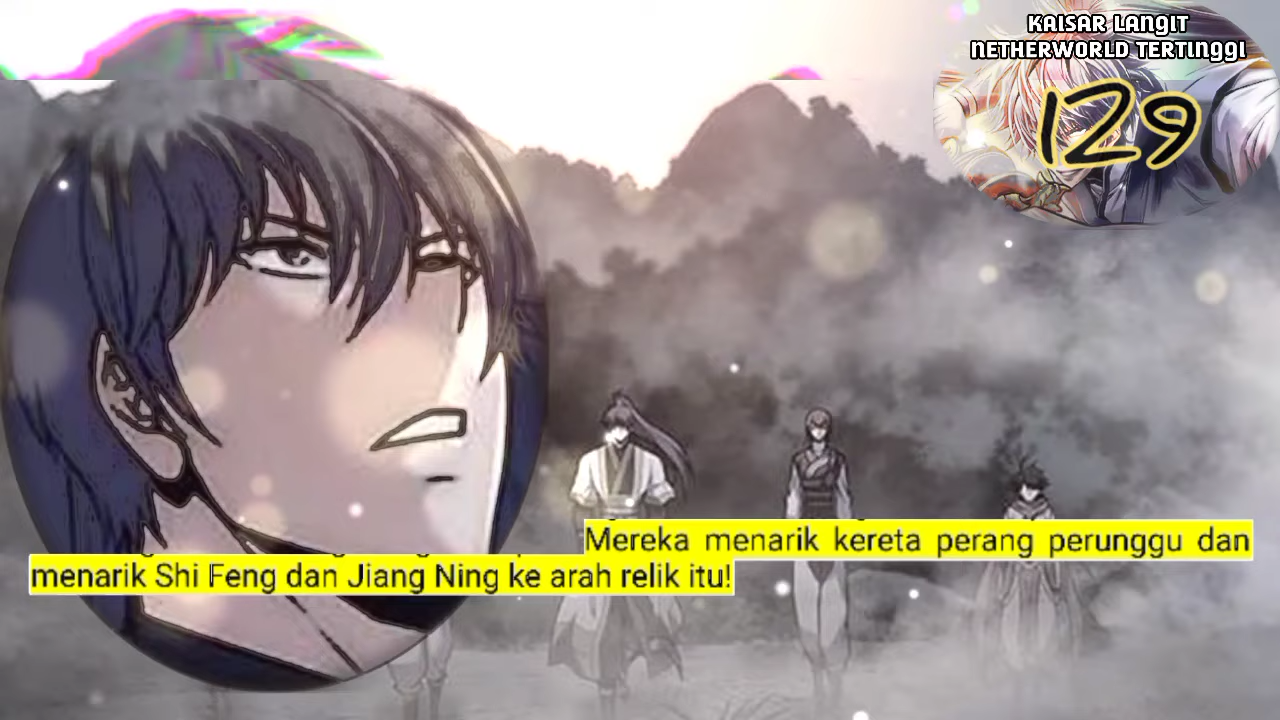 KAISAR LANGIT
NETHERWORLD TERTINGGI
129
Mereka menarik kereta perang perunggu dan
menarik Shi Feng dan Jiang Ning ke arah relik itu!